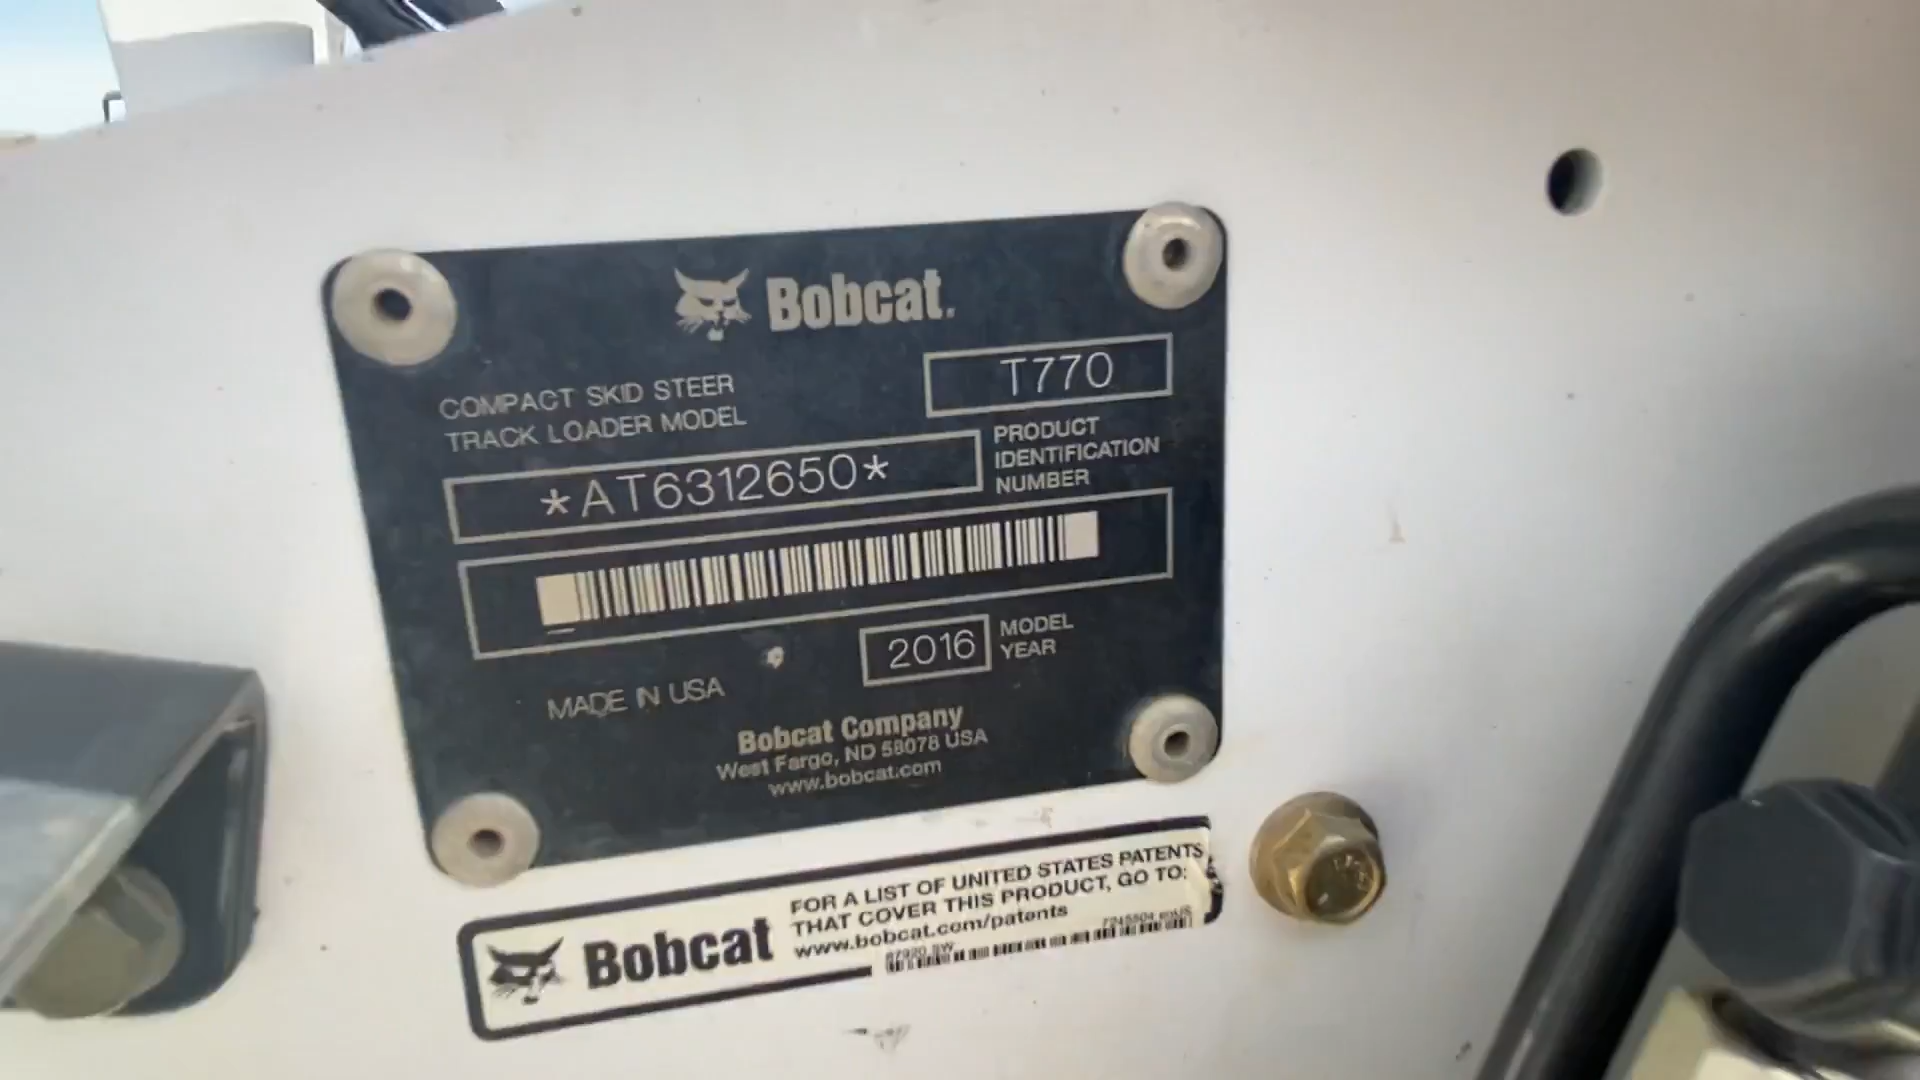 Bobcat.
COMPACT SKID STEER
TRACK LOADER MODEL
T770
*AT6312650*
PRODUCT
IDENTIFICATION
NUMBER
2016
MODEL
YEAR
MADE IN USA
Bobcat Company
West Fargo, ND 58078 USA
www.bobcat.com
Bobcat
FOR A LIST OF UNITED STATES PATENTS
THAT COVER THIS PRODUCT, GO TO:
www.bobcat.com/patents
7245504 enUS